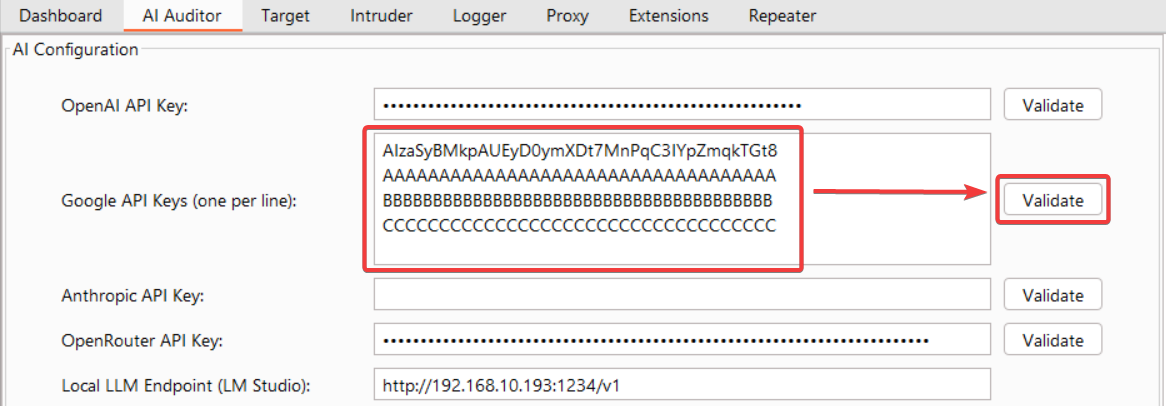 Dashboard AI Auditor Target Intruder Logger Proxy Extensions Repeater
AI Configuration
OpenAI API Key: •••••••••••••••••••••••••••••••••••••••••••••••••••••••• Validate
AIzaSyBMkpAUEyD0ymXDt7MnPqC3IYpZmqkTGt8
AAAAAAAAAAAAAAAAAAAAAAAAAAAAAAAAAAA
Google API Keys (one per line): BBBBBBBBBBBBBBBBBBBBBBBBBBBBBBBBBBBBBBB Validate
CCCCCCCCCCCCCCCCCCCCCCCCCCCCCCCCCCC
Anthropic API Key: Validate
OpenRouter API Key: ••••••••••••••••••••••••••••••••••••••••••••••••••••••••••••••••••••••••• Validate
Local LLM Endpoint (LM Studio): http://192.168.10.193:1234/v1